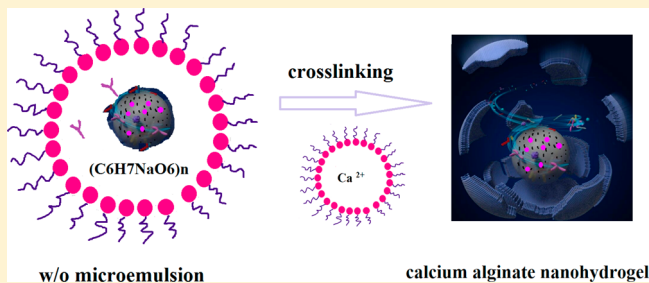 crosslinking
(C6H7NaO6)n
Ca 2+
w/o microemulsion
calcium alginate nanohydrogel